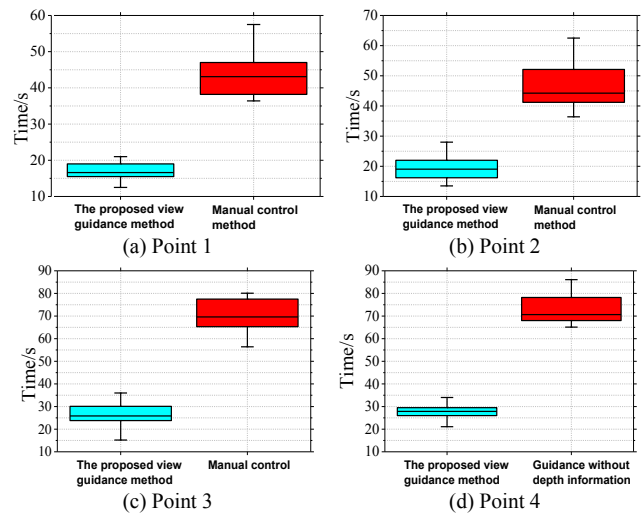 60
50
40
30
20
10
Time/s
The proposed view
guidance method
Manual control
method
(a) Point 1
70
60
50
40
30
20
10
Time/s
The proposed view
guidance method
Manual control
method
(b) Point 2
90
80
70
60
50
40
30
20
10
Time/s
The proposed view
guidance method
Manual control
(c) Point 3
90
80
70
60
50
40
30
20
10
Time/s
The proposed view
guidance method
Guidance without
depth information
(d) Point 4